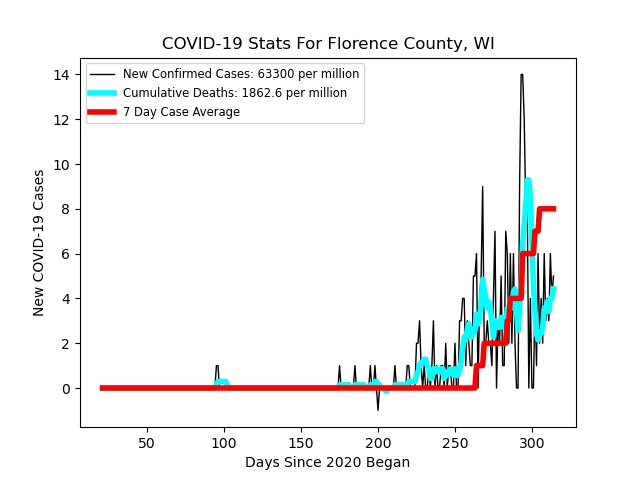 COVID-19 Stats For Florence County, WI
New Confirmed Cases: 63300 per million
Cumulative Deaths: 1862.6 per million
7 Day Case Average
New COVID-19 Cases
14
12
10
8
6
4
2
0
50 100 150 200 250 300
Days Since 2020 Began